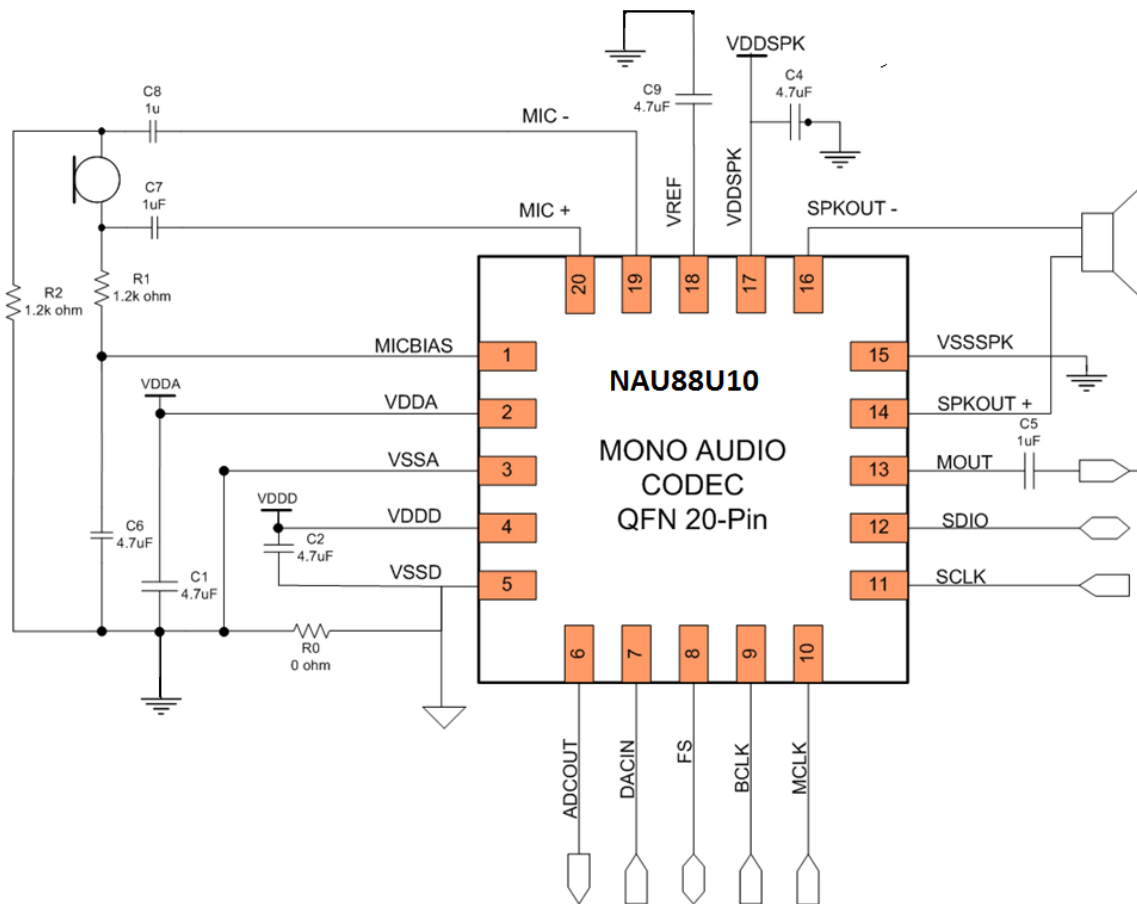 VDDSPK
C9
4.7uF
C4
4.7uF
C8
1u
MIC -
C7
1uF
MIC +
VREF
VDDSPK
SPKOUT -
R2
1.2k ohm
R1
1.2k ohm
20
19
18
17
16
MICBIAS
1
15
VSSSPK
NAU88U10
VDDA
VDDA
2
14
SPKOUT +
MONO AUDIO
CODEC
QFN 20-Pin
C5
1uF
VSSA
3
13
MOUT
VDDD
VDDD
4
12
SDIO
C6
4.7uF
C2
4.7uF
C1
4.7uF
VSSD
5
11
SCLK
R0
0 ohm
6
7
8
9
10
ADCOUT
DACIN
FS
BCLK
MCLK